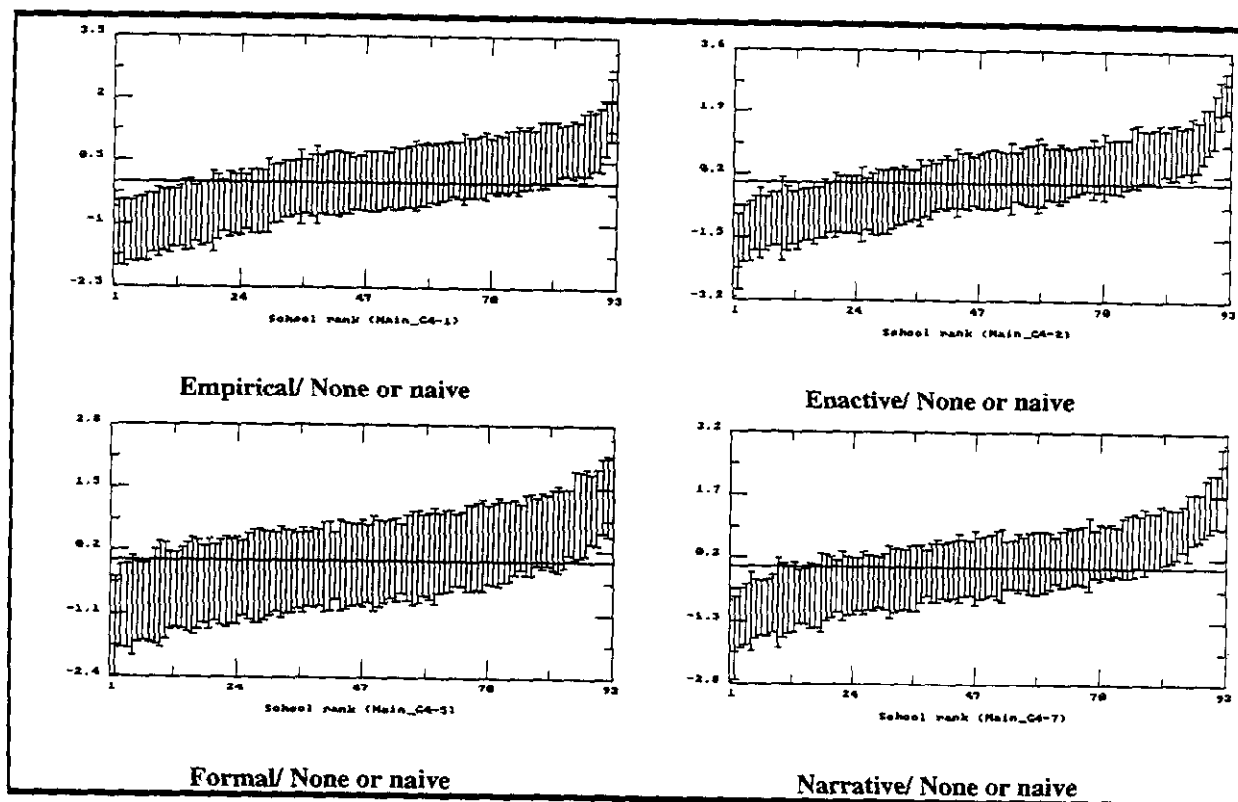 3.5
2
0.5
-1
-2.5
1 24 47 70 93
School rank (Main_G4-1)
Empirical/ None or naive
3.6
1.9
0.2
-1.5
-3.2
1 24 47 70 93
School rank (Main_G4-2)
Enactive/ None or naive
2.8
1.5
0.2
-1.1
-2.4
1 24 47 70 93
School rank (Main_G4-5)
Formal/ None or naive
3.2
1.7
0.2
-1.3
-2.8
1 24 47 70 93
School rank (Main_G4-7)
Narrative/ None or naive